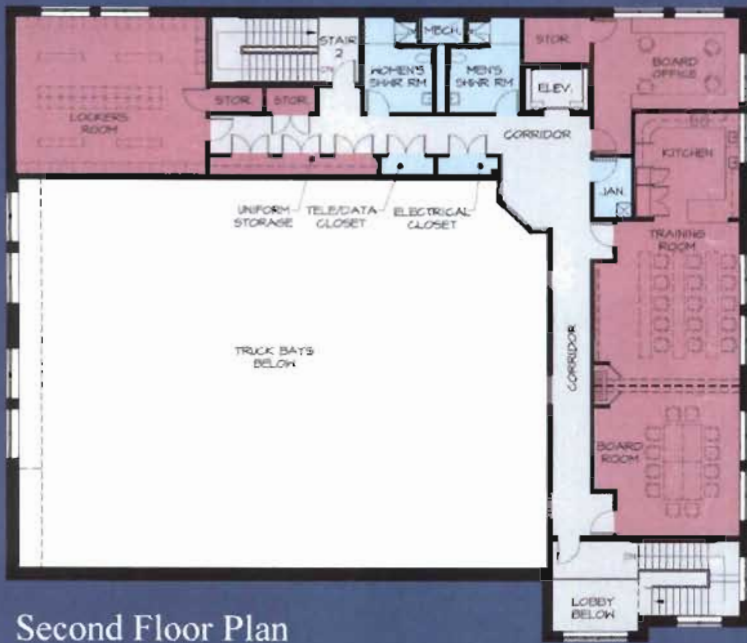 STAIR
2
WOMEN'S
SHWR RM
MECH.
MEN'S
SHWR RM
STOR.
ELEV.
BOARD
OFFICE
LOCKERS
ROOM
STOR.
STOR.
CORRIDOR
KITCHEN
JAN.
UNIFORM
STORAGE
TELE/DATA
CLOSET
ELECTRICAL
CLOSET
TRAINING
ROOM
TRUCK BAYS
BELOW
CORRIDOR
BOARD
ROOM
LOBBY
BELOW
Second Floor Plan